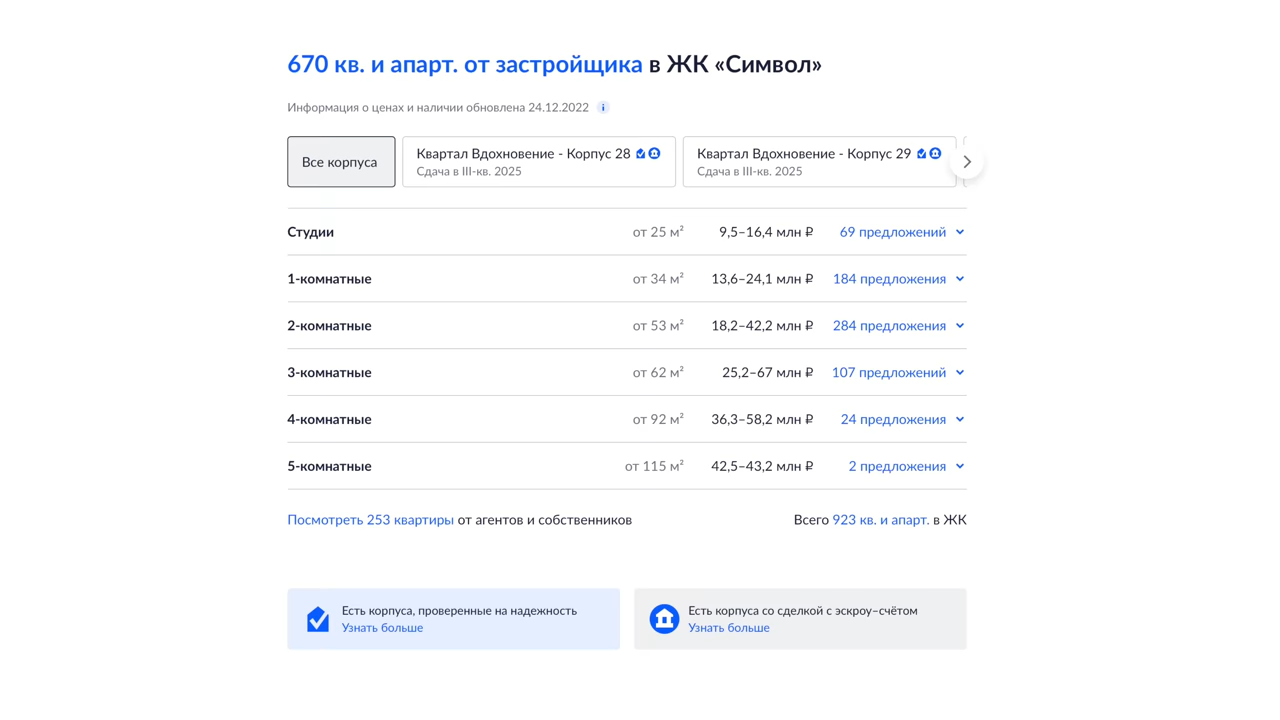 670 кв. и апарт. от застройщика в ЖК «Символ»
Информация о ценах и наличии обновлена 24.12.2022
Все корпуса
Квартал Вдохновение - Корпус 28
Сдача в III-кв. 2025
Квартал Вдохновение - Корпус 29
Сдача в III-кв. 2025
Студии от 25 м² 9,5–16,4 млн ₽ 69 предложений
1-комнатные от 34 м² 13,6–24,1 млн ₽ 184 предложения
2-комнатные от 53 м² 18,2–42,2 млн ₽ 284 предложения
3-комнатные от 62 м² 25,2–67 млн ₽ 107 предложений
4-комнатные от 92 м² 36,3–58,2 млн ₽ 24 предложения
5-комнатные от 115 м² 42,5–43,2 млн ₽ 2 предложения
Посмотреть 253 квартиры от агентов и собственников Всего 923 кв. и апарт. в ЖК
Есть корпуса, проверенные на надежность
Узнать больше
Есть корпуса со сделкой с эскроу–счётом
Узнать больше